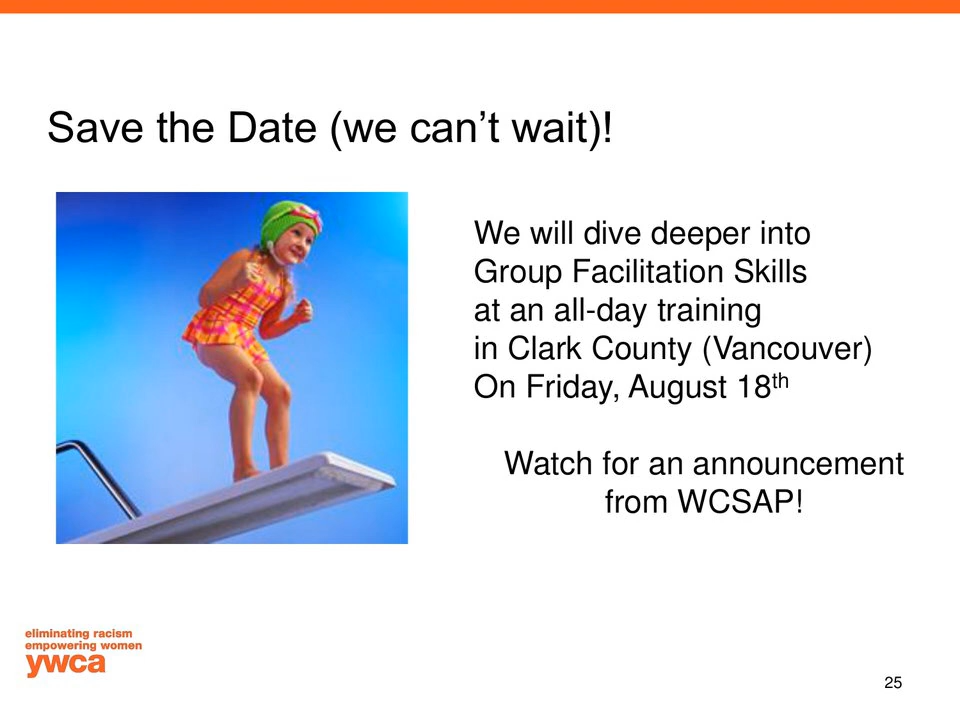 Save the Date (we can’t wait)!
We will dive deeper into
Group Facilitation Skills
at an all-day training
in Clark County (Vancouver)
On Friday, August 18th
Watch for an announcement
from WCSAP!
eliminating racism
empowering women
ywca
25